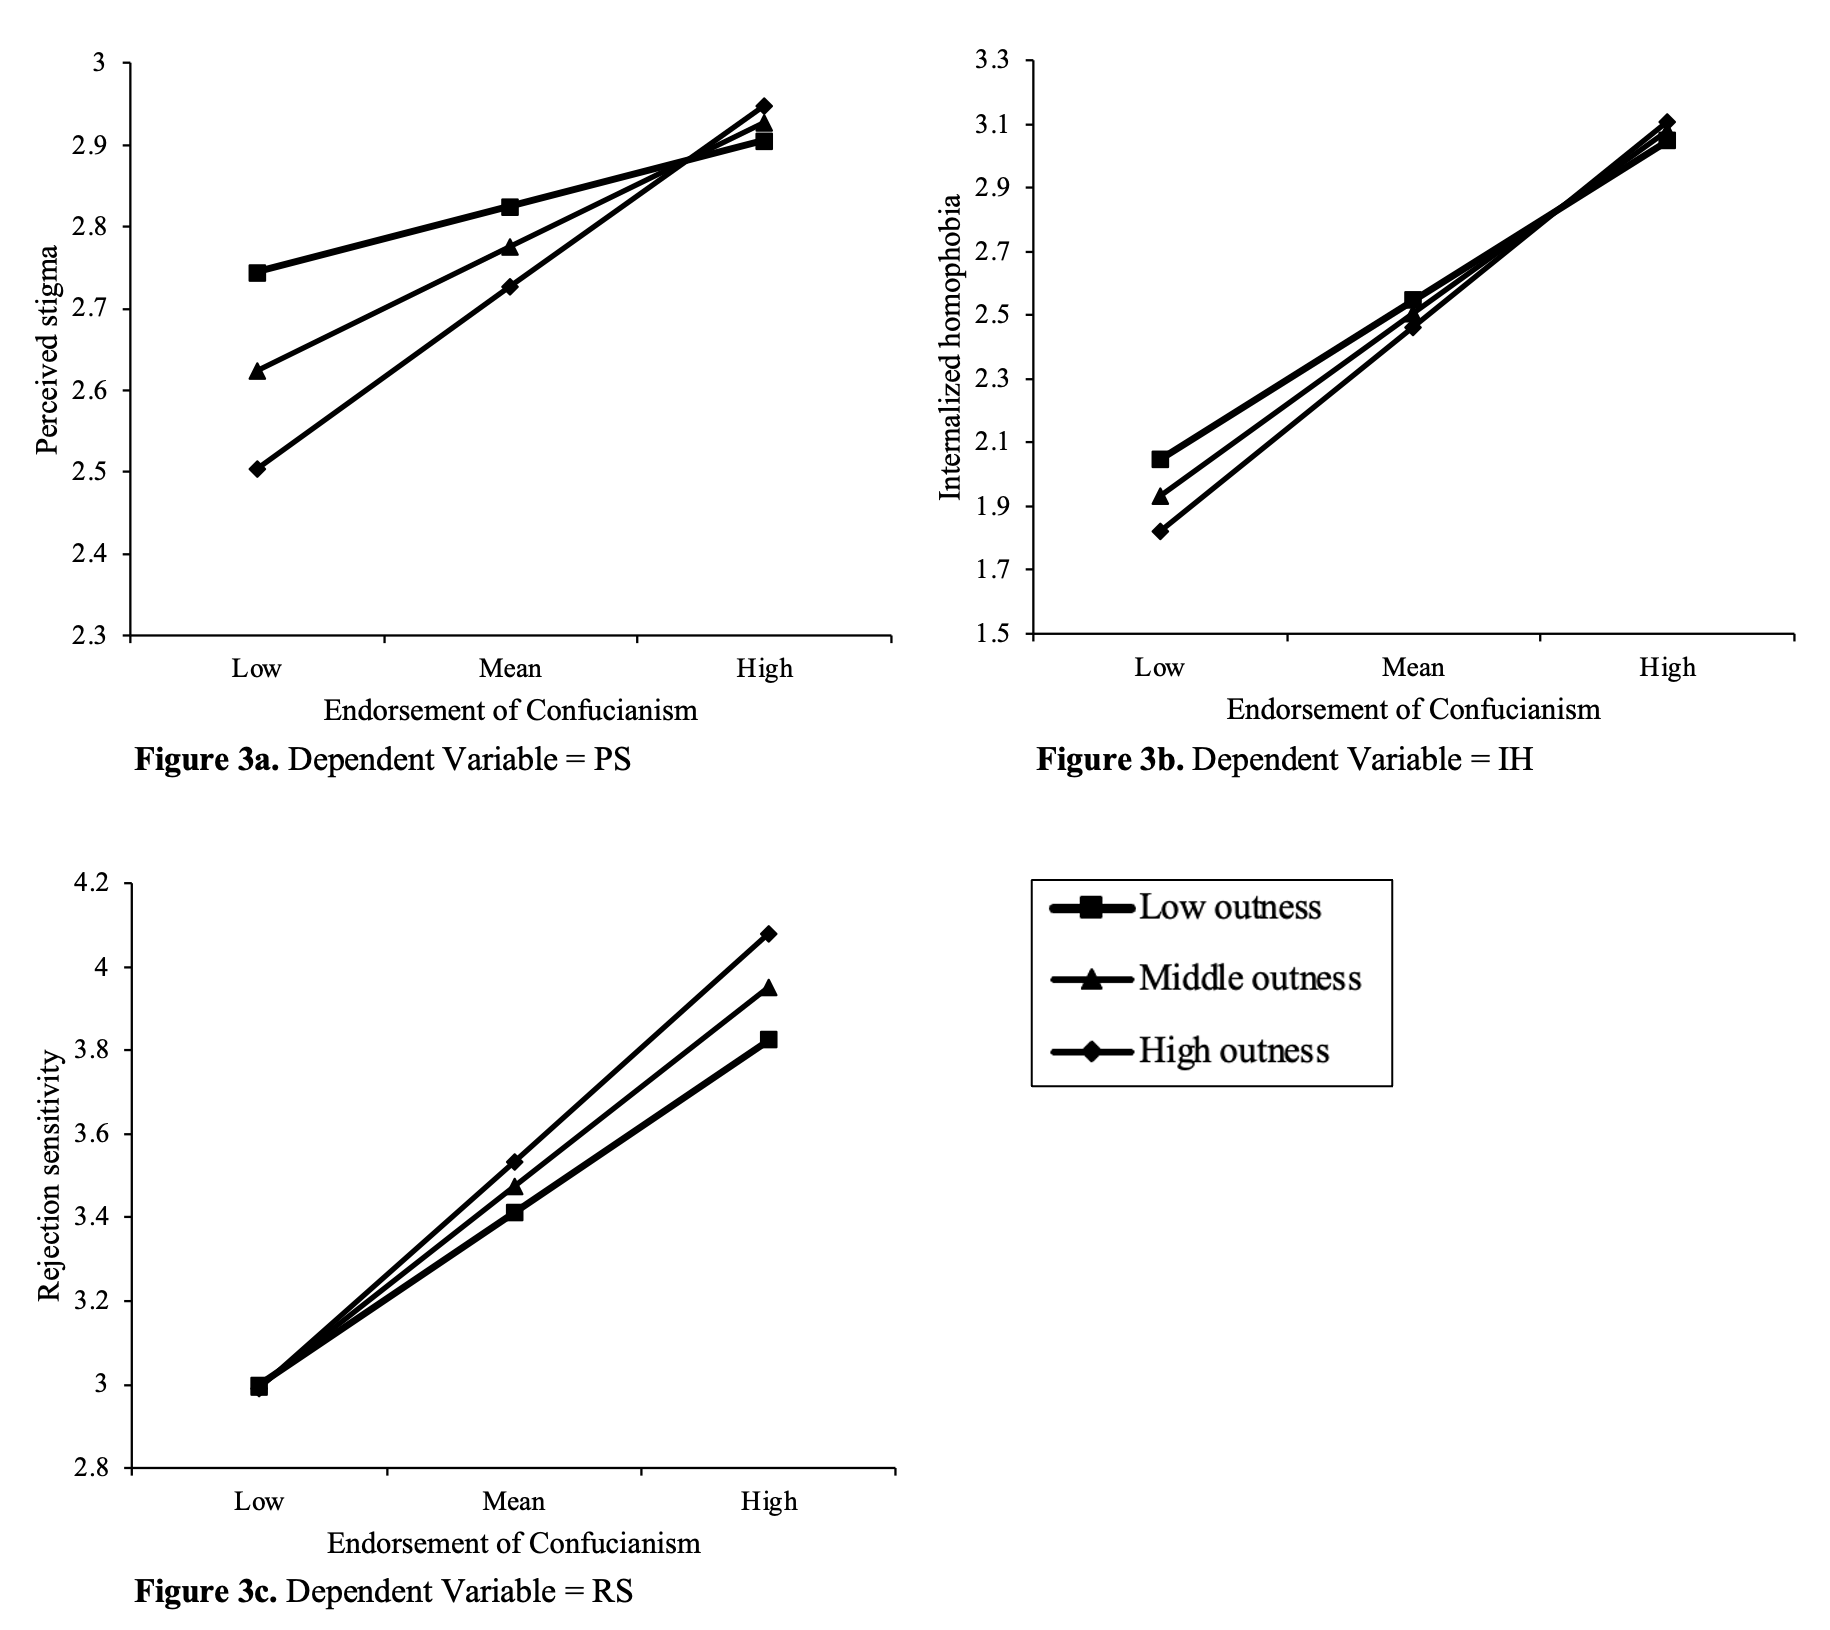 3
2.9
2.8
2.7
2.6
2.5
2.4
2.3
Perceived stigma
Low Mean High
Endorsement of Confucianism
Figure 3a. Dependent Variable = PS
3.3
3.1
2.9
2.7
2.5
2.3
2.1
1.9
1.7
1.5
Internalized homophobia
Low Mean High
Endorsement of Confucianism
Figure 3b. Dependent Variable = IH
4.2
4
3.8
3.6
3.4
3.2
3
2.8
Rejection sensitivity
Low Mean High
Endorsement of Confucianism
Figure 3c. Dependent Variable = RS
Low outness
Middle outness
High outness